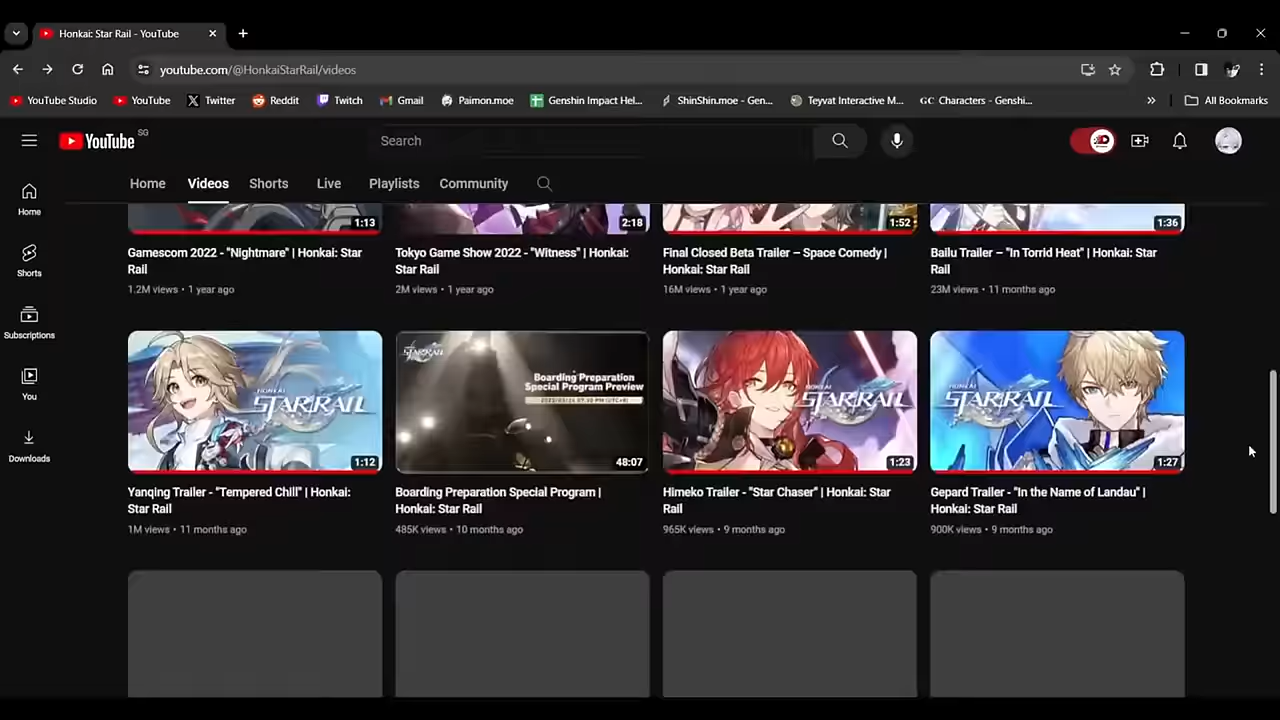 Honkai: Star Rail - YouTube
youtube.com/@HonkaiStarRail/videos
YouTube Studio YouTube Twitter Reddit Twitch Gmail Paimon.moe Genshin Impact Hel... ShinShin.moe - Gen... Teyvat Interactive M... GC Characters - Genshi... » All Bookmarks
YouTube SG
Search
Home Videos Shorts Live Playlists Community
Home
Shorts
Subscriptions
You
Downloads
1:13 2:18 1:52 1:36
Gamescom 2022 - "Nightmare" | Honkai: Star
Rail
1.2M views • 1 year ago
Tokyo Game Show 2022 - "Witness" | Honkai:
Star Rail
2M views • 1 year ago
Final Closed Beta Trailer – Space Comedy |
Honkai: Star Rail
16M views • 1 year ago
Bailu Trailer – "In Torrid Heat" | Honkai: Star
Rail
23M views • 11 months ago
HONKAI
STAR RAIL
1:12
Yanqing Trailer - "Tempered Chill" | Honkai:
Star Rail
1M views • 11 months ago
STAR RAIL
Boarding Preparation
Special Program Preview
48:07
Boarding Preparation Special Program |
Honkai: Star Rail
485K views • 10 months ago
HONKAI
STAR RAIL
1:23
Himeko Trailer - "Star Chaser" | Honkai: Star
Rail
965K views • 9 months ago
HONKAI
STAR RAIL
1:27
Gepard Trailer - "In the Name of Landau" |
Honkai: Star Rail
900K views • 9 months ago